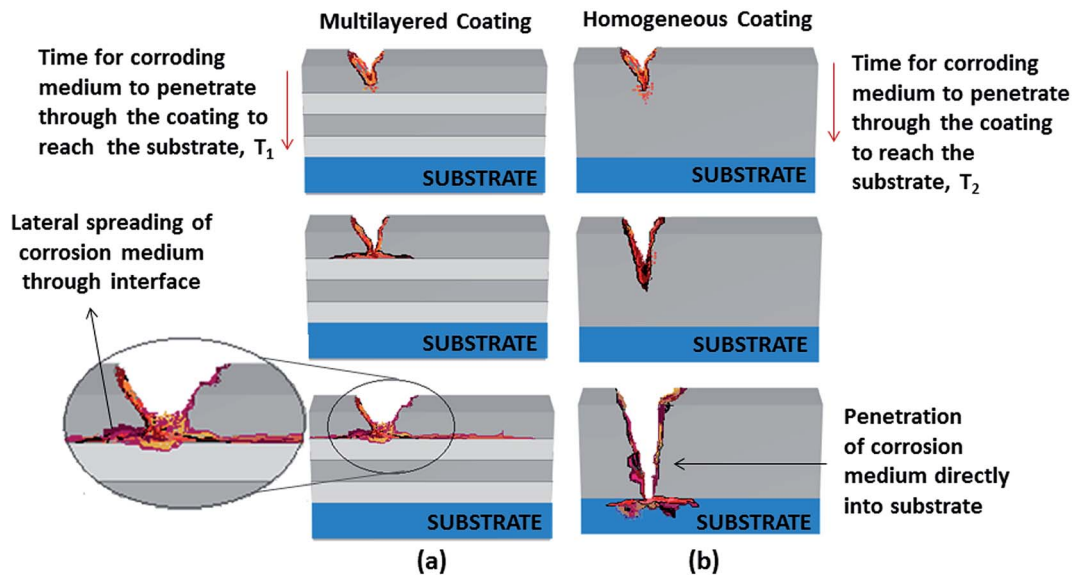 Multilayered Coating
Homogeneous Coating
Time for corroding
medium to penetrate
through the coating to
reach the substrate, T₁
SUBSTRATE
SUBSTRATE
Time for corroding
medium to penetrate
through the coating
to reach the
substrate, T₂
Lateral spreading of
corrosion medium
through interface
SUBSTRATE
SUBSTRATE
SUBSTRATE
SUBSTRATE
Penetration
of corrosion
medium directly
into substrate
(a)
(b)